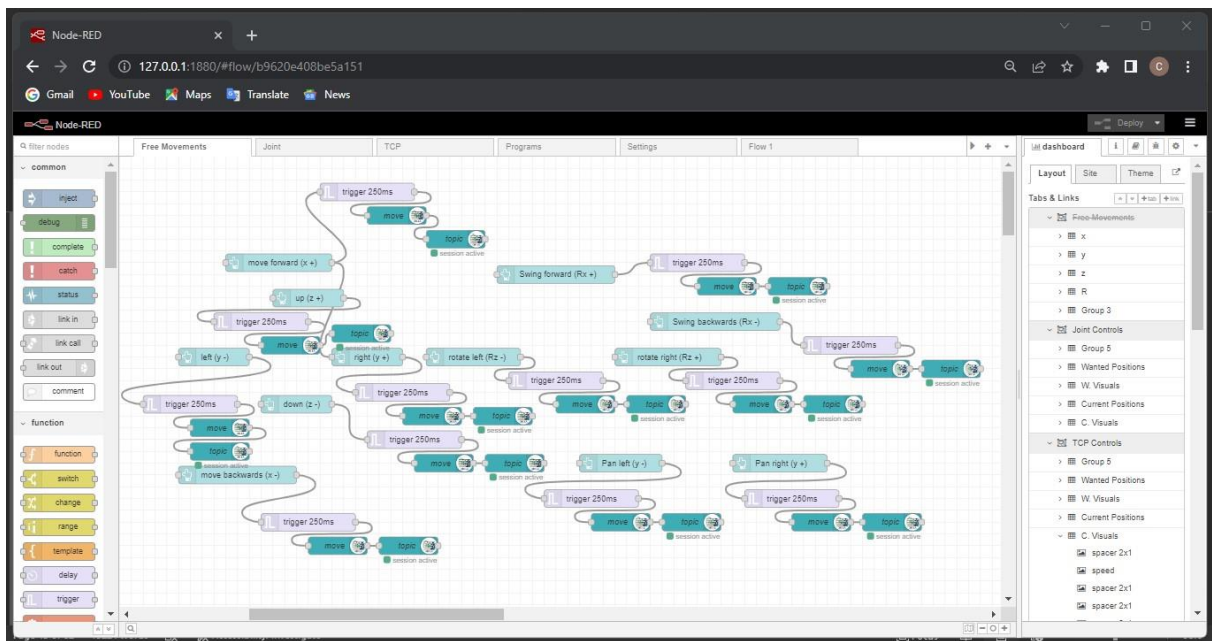 Node-RED
127.0.0.1:1880/#flow/b9620e408be5a151
C
Gmail YouTube Maps Translate News
Node-RED
Deploy
filter nodes
Free Movements Joint TCP Programs Settings Flow 1
dashboard
i
common
inject
debug
complete
catch
status
link in
link call
link out
comment
function
function
switch
change
range
template
delay
trigger
trigger 250ms
move
topic
session active
move forward (x +)
Swing forward (Rx +)
trigger 250ms
move
topic
session active
up (z +)
trigger 250ms
Swing backwards (Rx -)
topic
session active
move
trigger 250ms
left (y -)
right (y +)
rotate left (Rz -)
rotate right (Rz +)
move
topic
session active
trigger 250ms
trigger 250ms
trigger 250ms
trigger 250ms
down (z -)
move
topic
move
topic
move
topic
session active
session active
session active
move
trigger 250ms
topic
session active
move
topic
session active
Pan left (y -)
Pan right (y +)
move backwards (x -)
trigger 250ms
trigger 250ms
trigger 250ms
move
topic
session active
move
topic
session active
move
topic
session active
Layout Site Theme
Tabs & Links
+tab +link
Free Movements
x
y
z
R
Group 3
Joint Controls
Group 5
Wanted Positions
W. Visuals
Current Positions
C. Visuals
TCP Controls
Group 5
Wanted Positions
W. Visuals
Current Positions
C. Visuals
spacer 2x1
speed
spacer 2x1
spacer 2x1